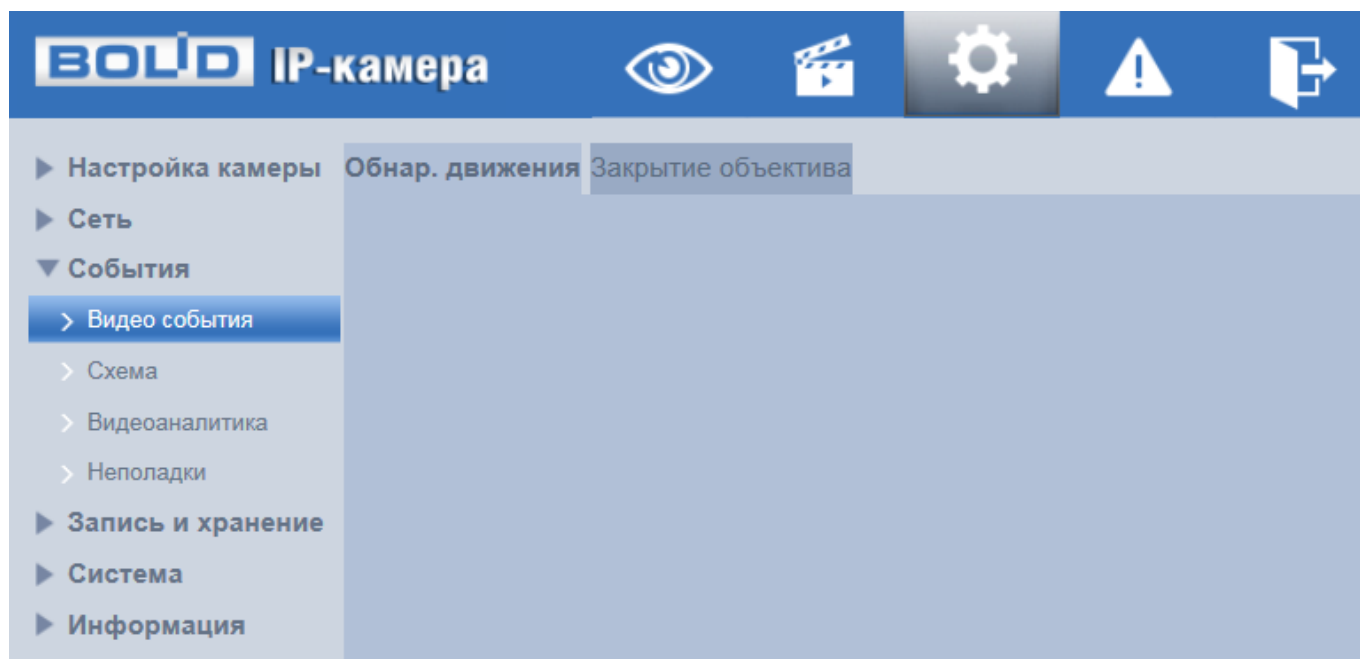 BOLID IP-камера
Настройка камеры
Обнар. движения
Закрытие объектива
Сеть
События
Видео события
Схема
Видеоаналитика
Неполадки
Запись и хранение
Система
Информация